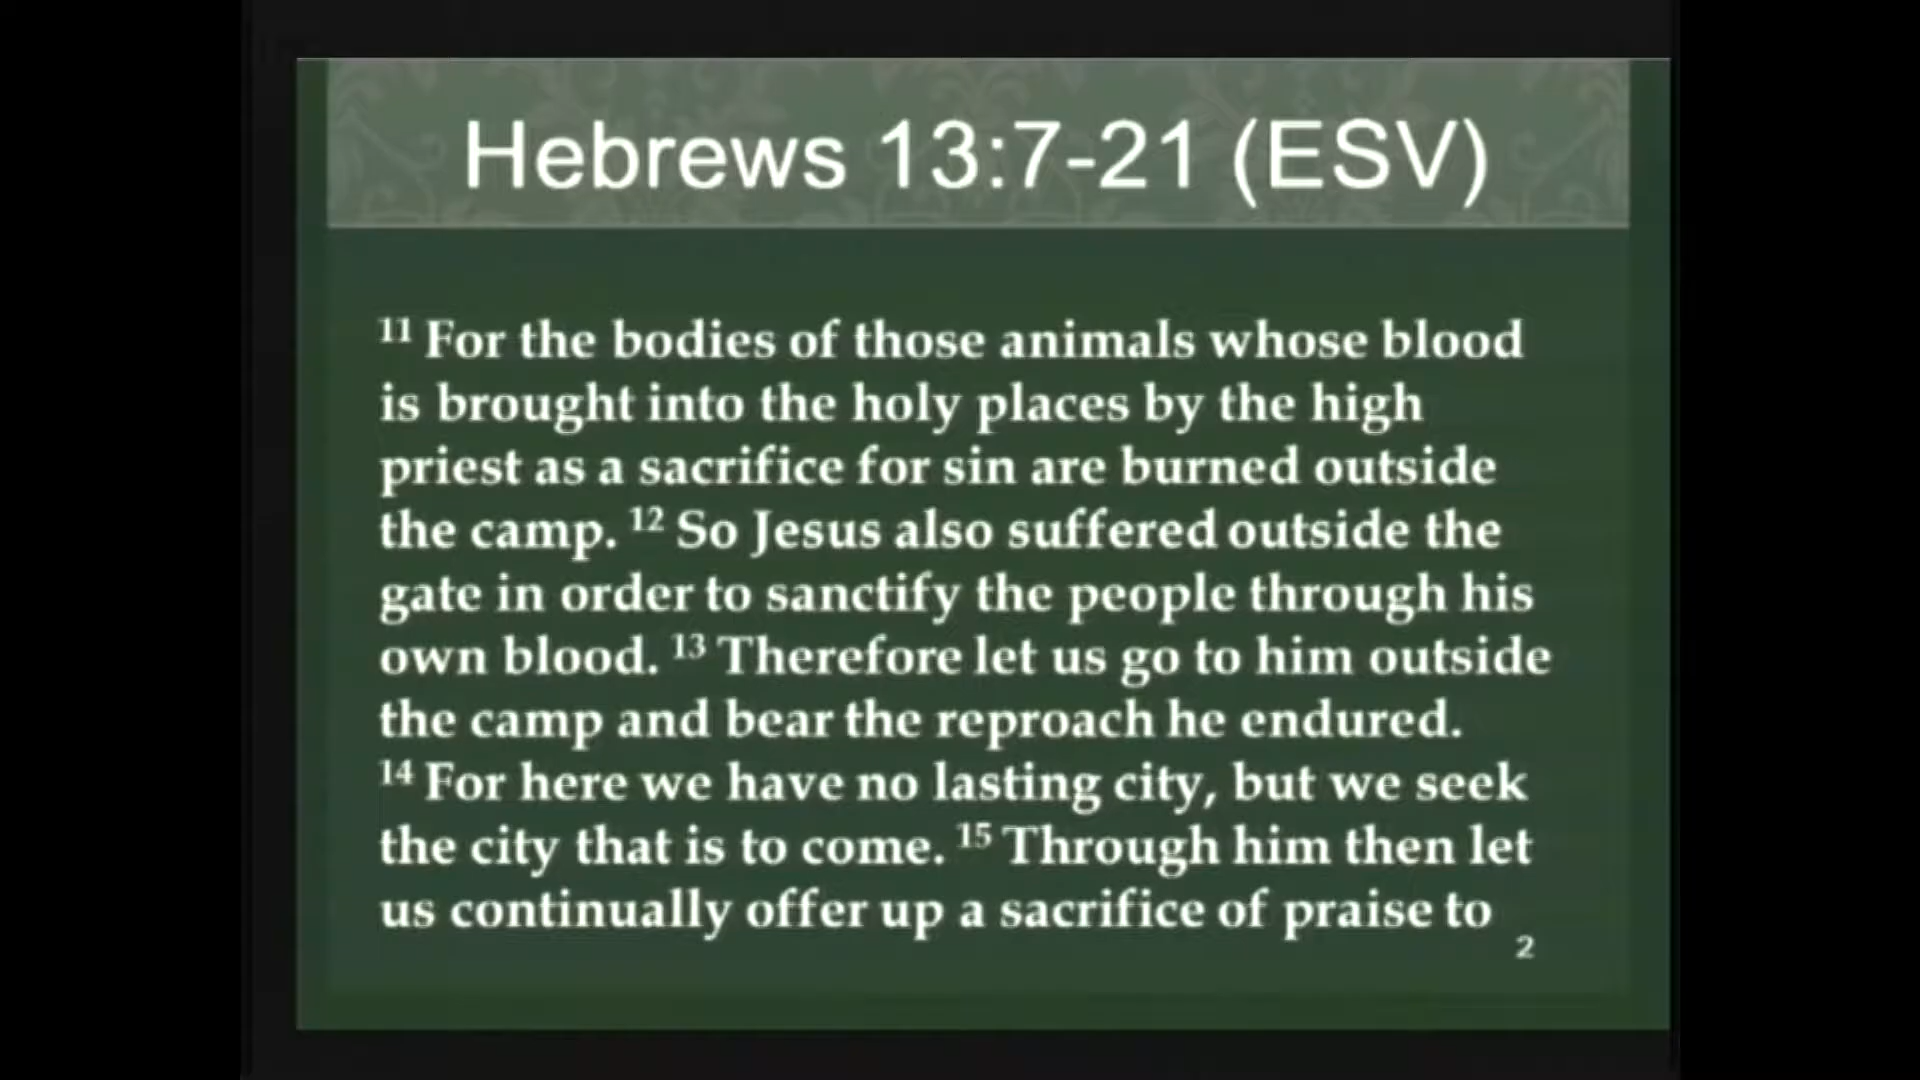 Hebrews 13:7-21 (ESV)
11 For the bodies of those animals whose blood
is brought into the holy places by the high
priest as a sacrifice for sin are burned outside
the camp. 12 So Jesus also suffered outside the
gate in order to sanctify the people through his
own blood. 13 Therefore let us go to him outside
the camp and bear the reproach he endured.
14 For here we have no lasting city, but we seek
the city that is to come. 15 Through him then let
us continually offer up a sacrifice of praise to
2